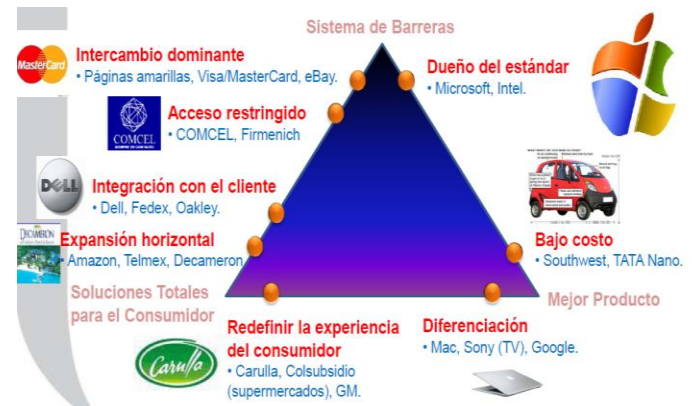 Sistema de Barreras
MasterCard
Intercambio dominante
• Páginas amarillas, Visa/MasterCard, eBay.
Dueño del estándar
• Microsoft, Intel.
COMCEL
Acceso restringido
• COMCEL, Firmenich
DELL
Integración con el cliente
• Dell, Fedex, Oakley.
DECAMERON
Expansión horizontal
• Amazon, Telmex, Decameron
Bajo costo
• Southwest, TATA Nano.
Soluciones Totales
para el Consumidor
Mejor Producto
Carulla
Redefinir la experiencia
del consumidor
• Carulla, Colsubsidio
(supermercados), GM.
Diferenciación
• Mac, Sony (TV), Google.